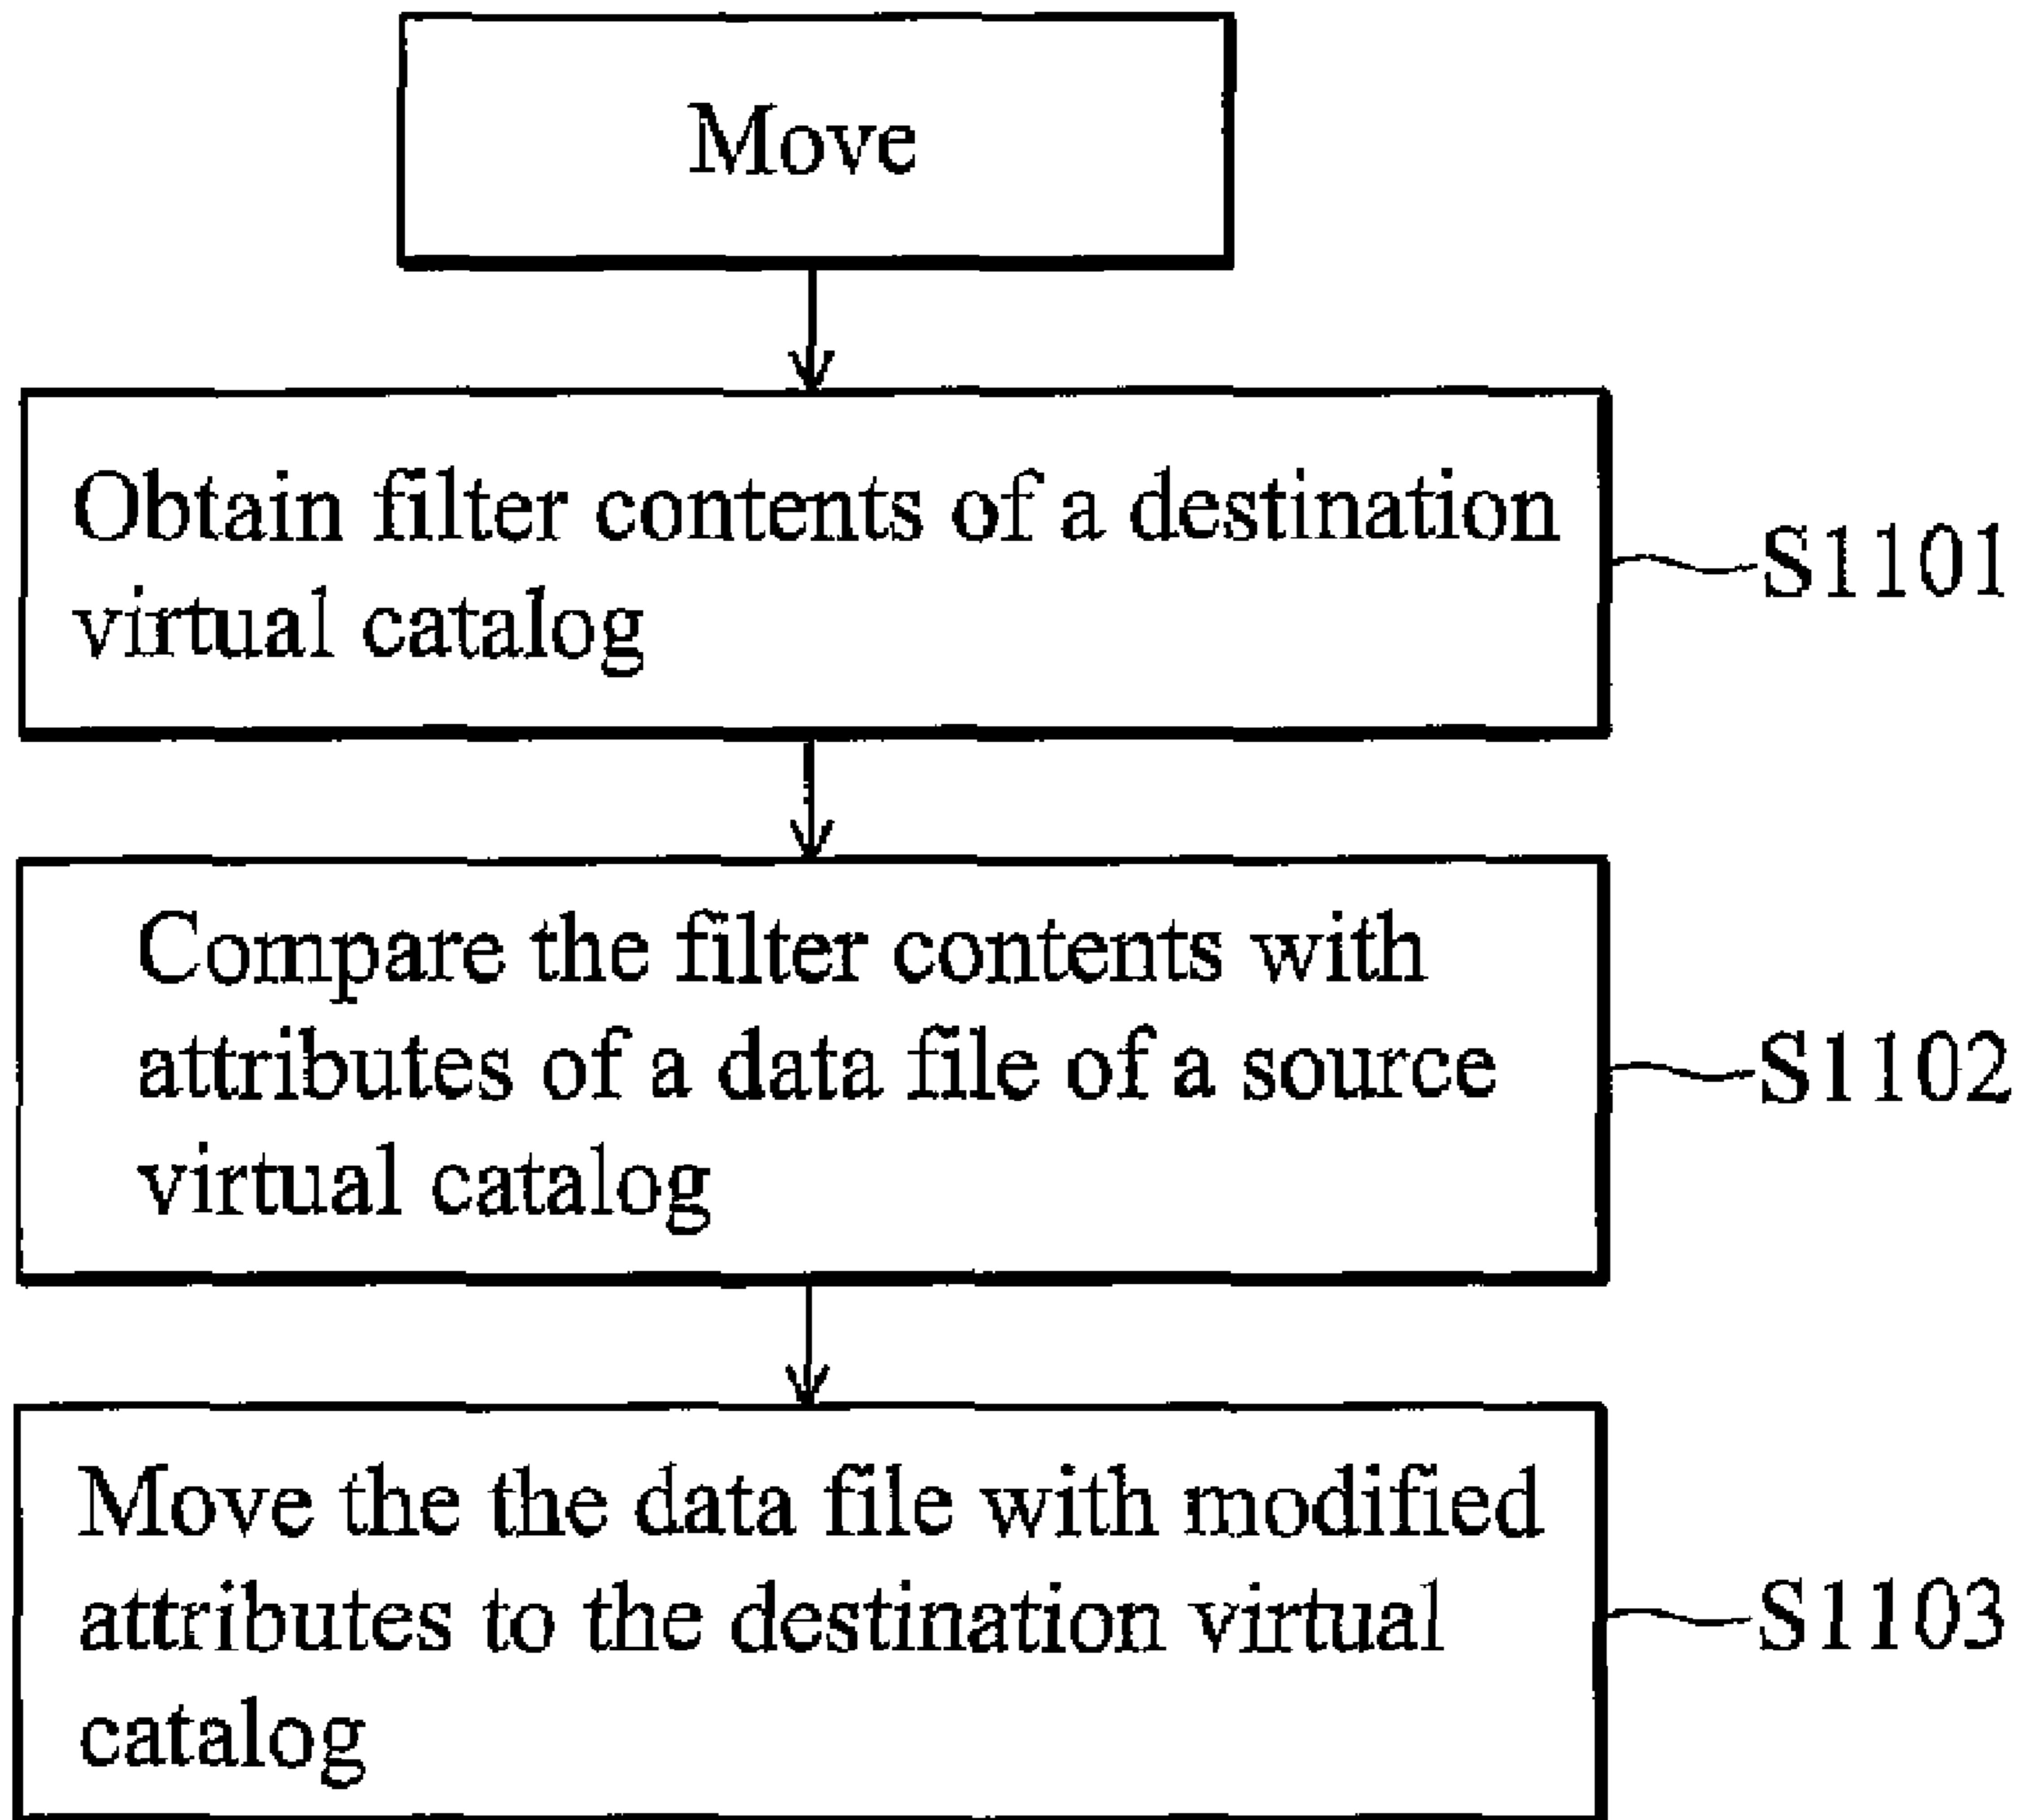 Move
Obtain filter contents of a destination
virtual catalog
S1101
Compare the filter contents with
attributes of a data file of a source
virtual catalog
S1102
Move the the data file with modified
attributes to the destination virtual
catalog
S1103